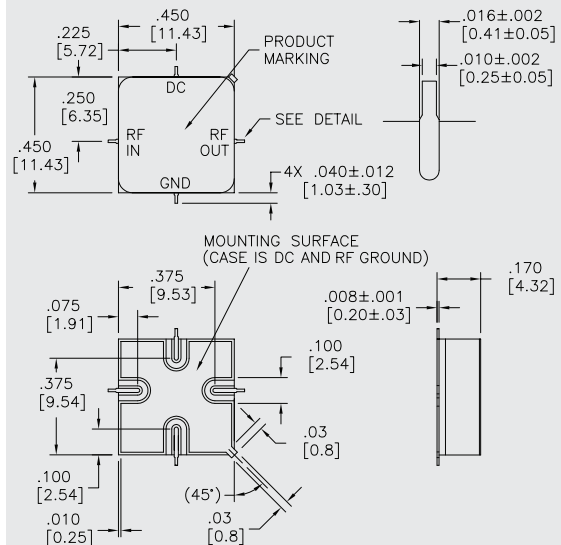 .450
[11.43]
.225
[5.72]
PRODUCT
MARKING
.016±.002
[0.41±0.05]
.010±.002
[0.25±0.05]
DC
.250
[6.35]
.450
[11.43]
RF
IN
RF
OUT
SEE DETAIL
GND
4X .040±.012
[1.03±.30]
MOUNTING SURFACE
(CASE IS DC AND RF GROUND)
.375
[9.53]
.170
[4.32]
.075
[1.91]
.008±.001
[0.20±.03]
.100
[2.54]
.375
[9.54]
.03
[0.8]
.100
[2.54]
(45°)
.010
[0.25]
.03
[0.8]